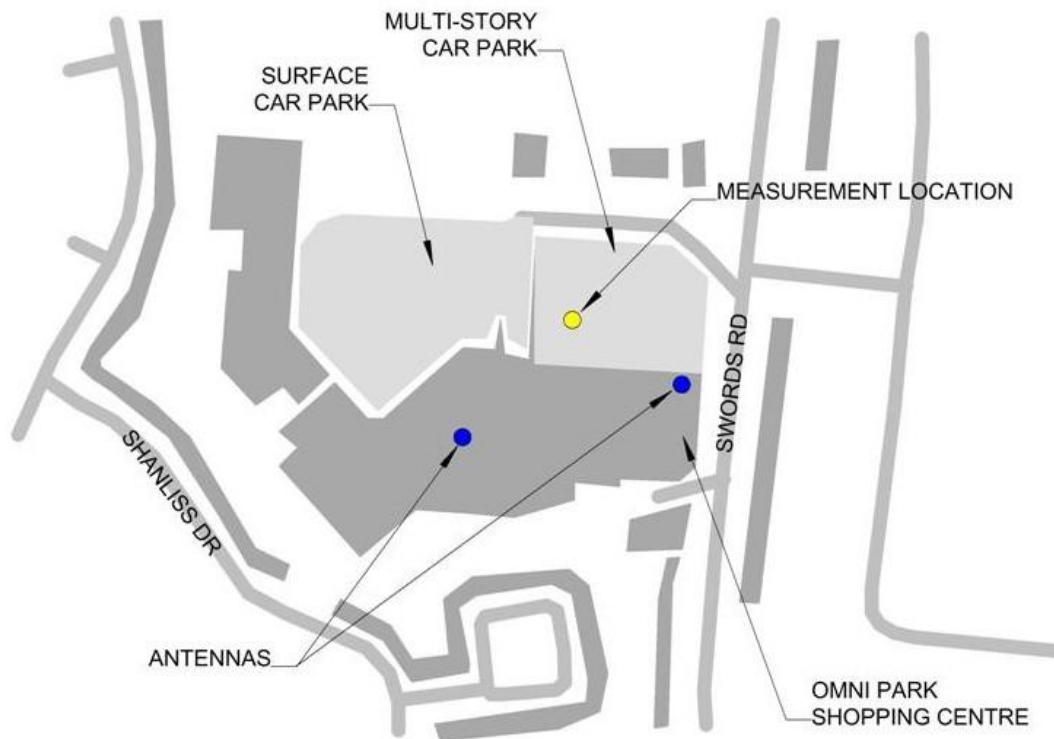 MULTI-STORY
CAR PARK
SURFACE
CAR PARK
MEASUREMENT LOCATION
SWORDS RD
SHANLISS DR
ANTENNAS
OMNI PARK
SHOPPING CENTRE